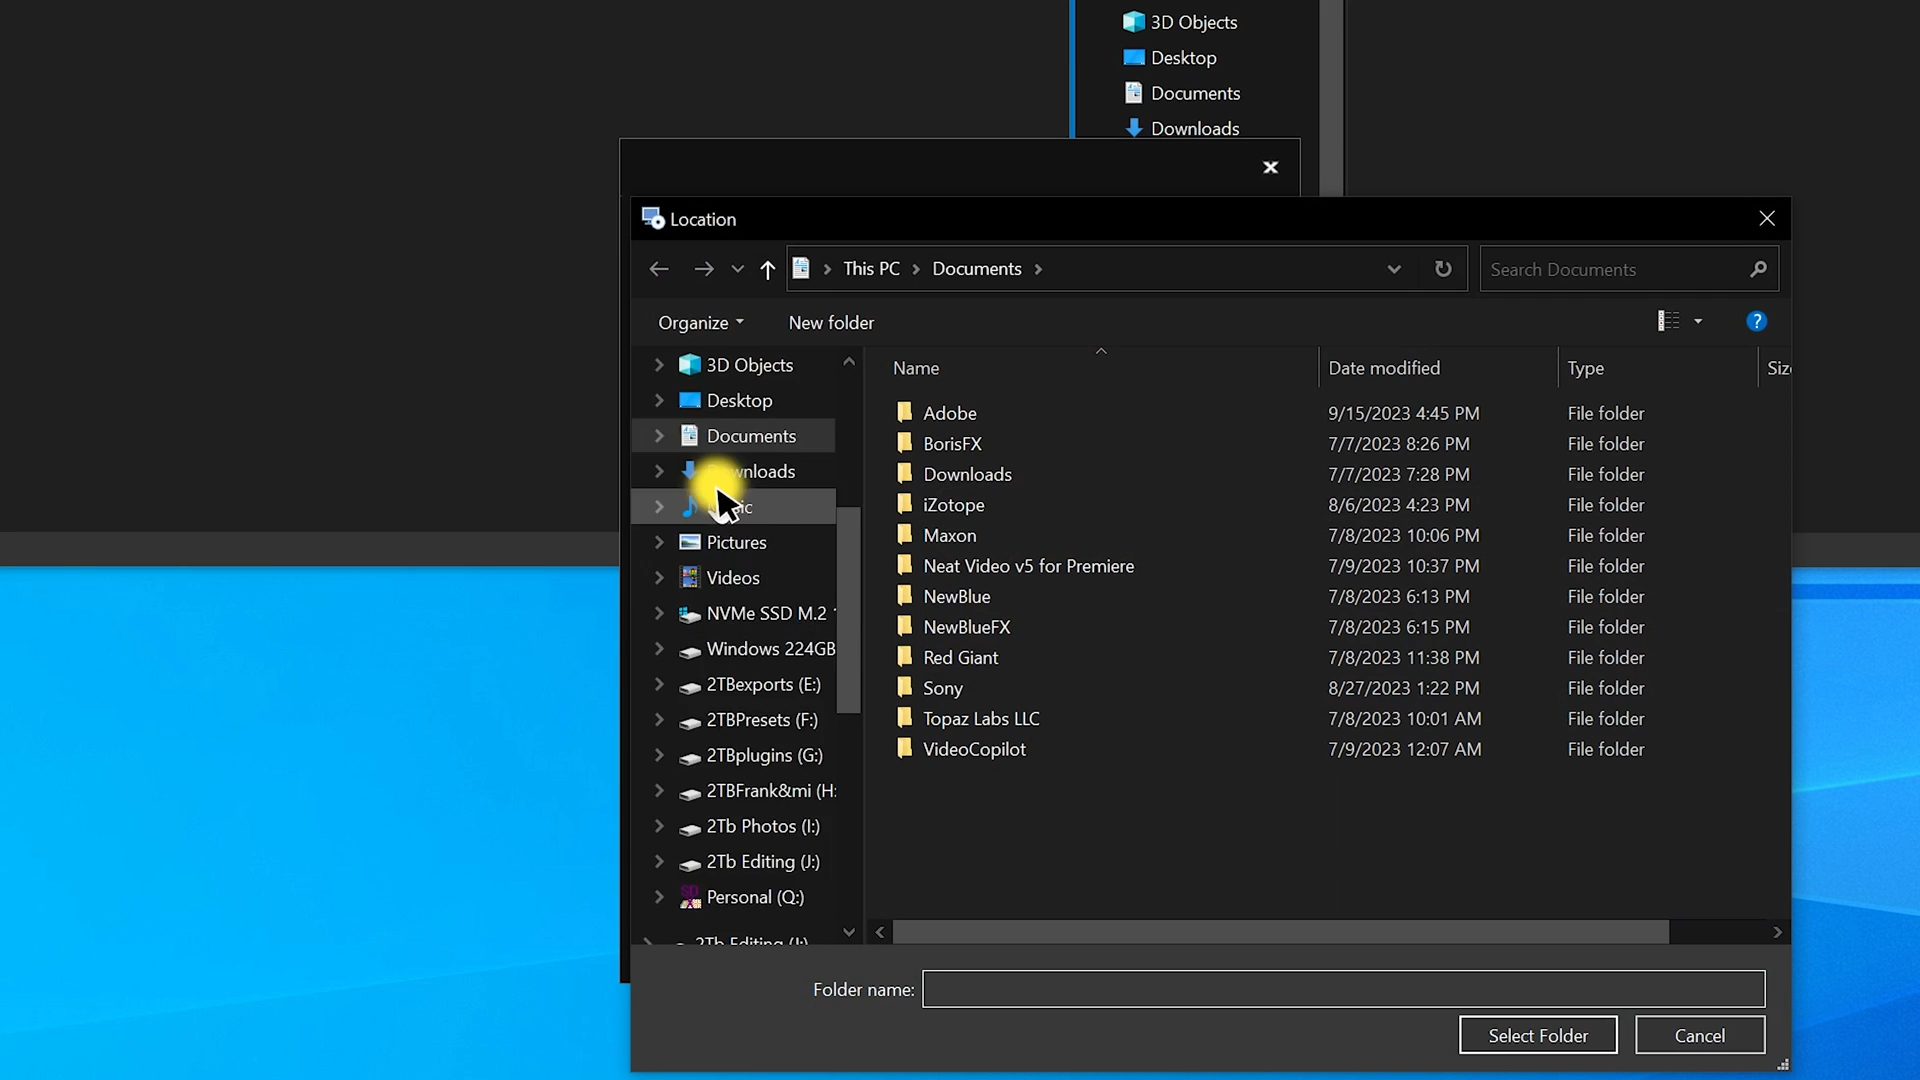 3D Objects
Desktop
Documents
Downloads
Location
This PC
Documents
Search Documents
Organize
New folder
?
3D Objects
Desktop
Documents
wnloads
ic
Pictures
Videos
NVMe SSD M.2
Windows 224GB
2TBexports (E:)
2TBPresets (F:)
2TBplugins (G:)
2TBFrank&mi (H:
2Tb Photos (I:)
2Tb Editing (J:)
Personal (Q:)
2Tb Editing (J:)
Name Date modified Type Siz
Adobe 9/15/2023 4:45 PM File folder
BorisFX 7/7/2023 8:26 PM File folder
Downloads 7/7/2023 7:28 PM File folder
iZotope 8/6/2023 4:23 PM File folder
Maxon 7/8/2023 10:06 PM File folder
Neat Video v5 for Premiere 7/9/2023 10:37 PM File folder
NewBlue 7/8/2023 6:13 PM File folder
NewBlueFX 7/8/2023 6:15 PM File folder
Red Giant 7/8/2023 11:38 PM File folder
Sony 8/27/2023 1:22 PM File folder
Topaz Labs LLC 7/8/2023 10:01 AM File folder
VideoCopilot 7/9/2023 12:07 AM File folder
Folder name:
Select Folder
Cancel